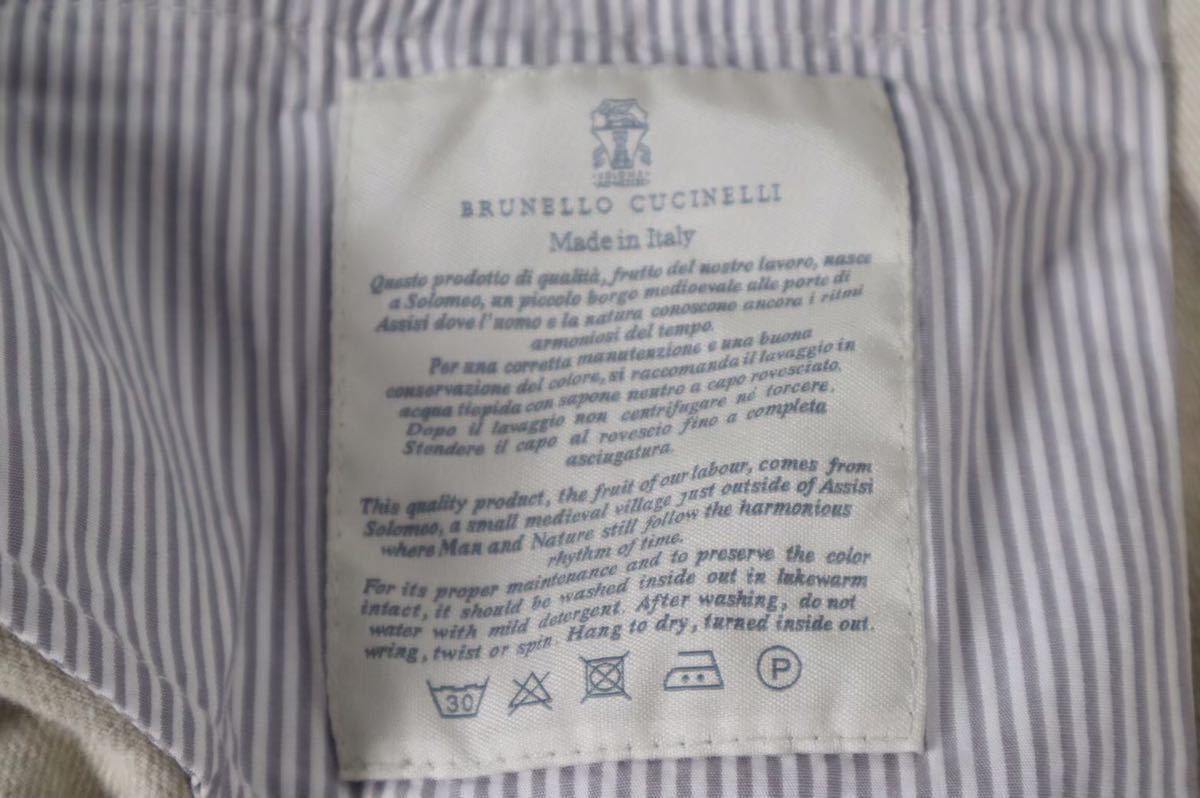 BRUNELLO CUCINELLI
Made in Italy
Questo prodotto di qualità, frutto del nostro lavoro, nasce
a Solomeo, un piccolo borgo medioevale alle porte di
Assisi dove l'uomo e la natura conoscono ancora i ritmi
armoniosi del tempo.
Per una corretta manutenzione e una buona
conservazione del colore, si raccomanda il lavaggio in
acqua tiepida con sapone neutro a capo rovesciato.
Dopo il lavaggio non centrifugare né torcere.
Stendere il capo al rovescio fino a completa
asciugatura.
This quality product, the fruit of our labour, comes from
Solomeo, a small medieval village just outside of Assisi
where Man and Nature still follow the harmonious
rhythm of time.
For its proper maintenance and to preserve the color
intact, it should be washed inside out in lukewarm
water with mild detergent. After washing, do not
wring, twist or spin. Hang to dry, turned inside out.
30 P